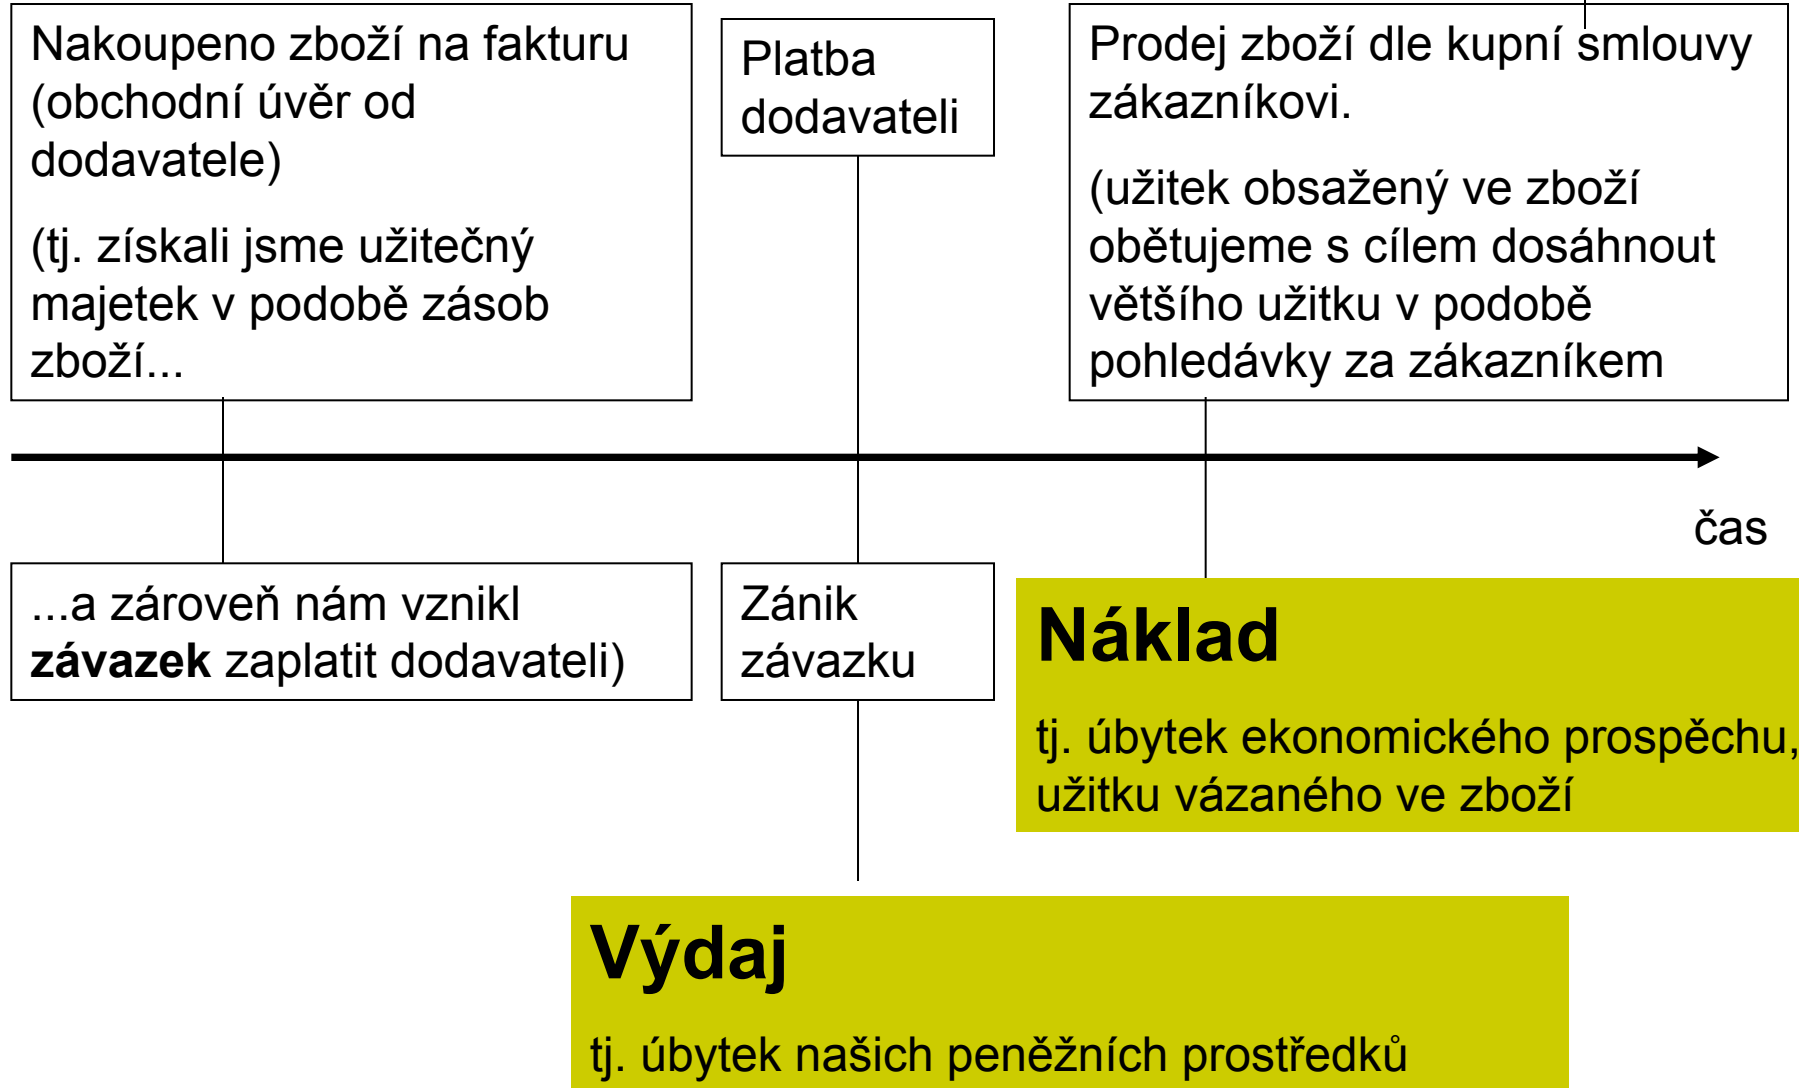 Nakoupeno zboží na fakturu
(obchodní úvěr od
dodavatele)
(tj. získali jsme užitečný
majetek v podobě zásob
zboží...
Platba
dodavateli
Prodej zboží dle kupní smlouvy
zákazníkovi.
(užitek obsažený ve zboží
obětujeme s cílem dosáhnout
většího užitku v podobě
pohledávky za zákazníkem
čas
...a zároveň nám vznikl
závazek zaplatit dodavateli)
Zánik
závazku
Náklad
tj. úbytek ekonomického prospěchu,
užitku vázaného ve zboží
Výdaj
tj. úbytek našich peněžních prostředků